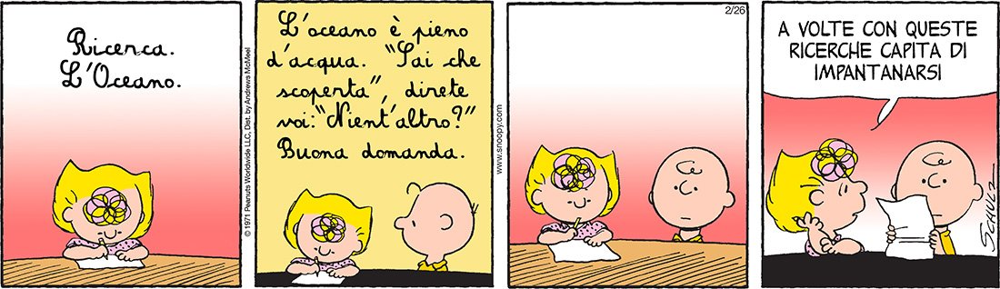 Ricerca.
L'Oceano.
© 1971 Peanuts Worldwide LLC, Dist. by Andrews McMeel
L'oceano è pieno
d'acqua. "Sai che
scoperta", direte
voi: "Nient'altro?"
Buona domanda.
www.snoopy.com
2/26
A VOLTE CON QUESTE
RICERCHE CAPITA DI
IMPANTANARSI
SCHULZ